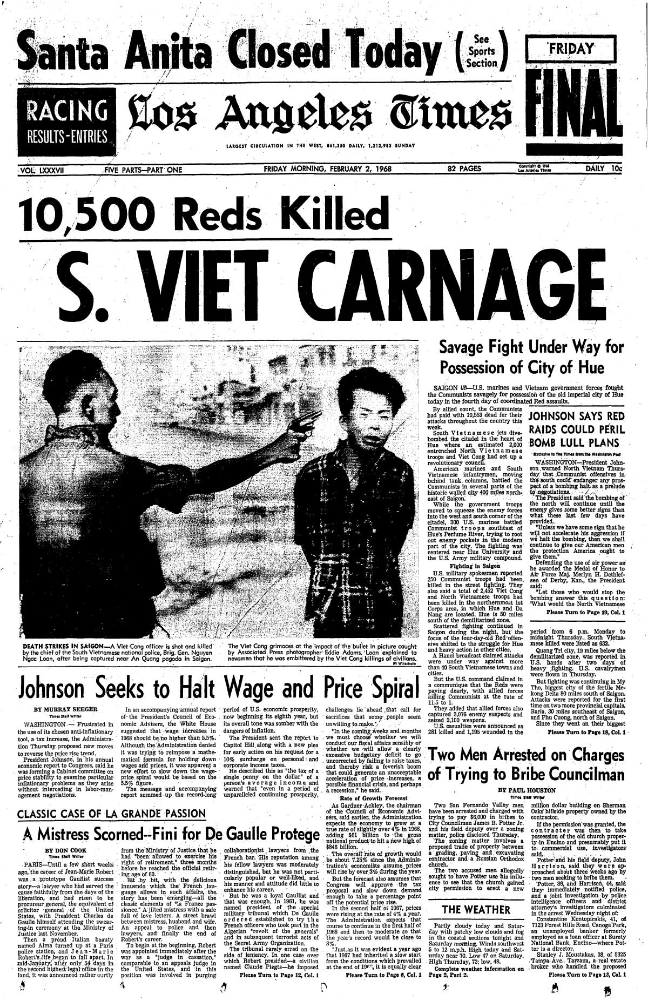 Santa Anita Closed Today ( See Sports Section )
FRIDAY
FINAL
RACING
RESULTS-ENTRIES
Los Angeles Times
LARGEST CIRCULATION IN THE WEST, 861,350 DAILY, 1,212,983 SUNDAY
VOL. LXXXVII FIVE PARTS—PART ONE FRIDAY MORNING, FEBRUARY 2, 1968 82 PAGES Copyright © 1968 Los Angeles Times DAILY 10c
10,500 Reds Killed
S. VIET CARNAGE
DEATH STRIKES IN SAIGON—A Viet Cong officer is shot and killed
by the chief of the South Vietnamese national police, Brig. Gen. Nguyen
Ngoc Loan, after being captured near An Quang pagoda in Saigon.
The Viet Cong grimaces at the impact of the bullet in picture caught
by Associated Press photographer Eddie Adams. Loan explained to
newsmen that he was embittered by the Viet Cong killings of civilians.
Wirephoto
Savage Fight Under Way for
Possession of City of Hue
SAIGON (AP)—U.S. marines and Vietnam government forces fought
the Communists savagely for possession of the old imperial city of Hue
today in the fourth day of coordinated Red assaults.
By allied count, the Communists
had paid with 10,553 dead for their
attacks throughout the country this
week.
South Vietnamese jets dive-
bombed the citadel in the heart of
Hue where an estimated 2,000
entrenched North Vietnamese
troops and Viet Cong had set up a
revolutionary council.
American marines and South
Vietnamese infantrymen, moving
behind tank columns, battled the
Communists in several parts of the
historic walled city 400 miles north-
east of Saigon.
While the government troops
moved to squeeze the enemy forces
into the west and south corner of the
citadel, 300 U.S. marines battled
Communist troops southeast of
Hue's Perfume River, trying to root
out enemy pockets in the modern
part of the city. The fighting was
centered near Hue University and
the U.S. Army military compound.
Fighting in Saigon
U.S. military spokesmen reported
250 Communist troops had been
killed in the street fighting. They
also said a total of 2,452 Viet Cong
and North Vietnamese troops had
been killed in the northernmost 1st
Corps area, in which Hue and Da
Nang are located. Hue is 50 miles
south of the demilitarized zone.
Scattered fighting continued in
Saigon during the night, but the
focus of the four-day-old Red offen-
sive shifted to the struggle for Hue
and heavy action in other cities.
A Hanoi broadcast claimed attacks
were under way against more
than 40 South Vietnamese towns and
cities.
But the U.S. command claimed in
a communique that the Reds were
paying dearly, with allied forces
killing Communists at the rate of
11.5 to 1.
They added that allied forces also
captured 3,076 enemy suspects and
seized 2,100 weapons.
U.S. casualties were announced as
281 killed and 1,195 wounded in the
JOHNSON SAYS RED
RAIDS COULD PERIL
BOMB LULL PLANS
Exclusive to The Times from the Washington Post
WASHINGTON—President John-
son warned North Vietnam Thurs-
day that Communist offensives in
the south could endanger any pros-
pect of a bombing halt as a prelude
to negotiations.
The President said the bombing of
the north will continue until the
enemy gives some better signs than
what these last few days have
provided.
"Unless we have some sign that he
will not accelerate his aggression if
we halt the bombing, then we shall
continue to give our American men
the protection America ought to
give them."
Defending the use of air power as
he awarded the Medal of Honor to
Air Force Maj. Merlyn H. Dethlef-
sen of Derby, Kan., the President
said:
"Let those who would stop the
bombing answer this question:
'What would the North Vietnamese
Please Turn to Page 19, Col. 1
period from 6 p.m. Monday to
midnight Thursday. South Vietna-
mese killed were listed as 632.
Quang Tri city, 19 miles below the
demilitarized zone, was reported in
U.S. hands after two days of
heavy fighting. U.S. cavalrymen
were flown in Thursday.
But fighting was continuing in My
Tho, biggest city of the fertile Me-
kong Delta 80 miles south of Saigon.
Attacks were reported for the first
time on two more provincial capitals.
Baria, 30 miles southeast of Saigon,
and Phu Cuong, north of Saigon.
Since they went on their biggest
Please Turn to Page 18, Col. 1
Johnson Seeks to Halt Wage and Price Spiral
BY MURRAY SEEGER
Times Staff Writer
WASHINGTON — Frustrated in
the use of its chosen anti-inflationary
tool, a tax increase, the Administra-
tion Thursday proposed new moves
to reverse the price rise trend.
President Johnson, in his annual
economic report to Congress, said he
was forming a Cabinet committee on
price stability to examine particular
inflationary problems as they arise
without interceding in labor-man-
agement negotiations.
In an accompanying annual report
of the President's Council of Eco-
nomic Advisers, the White House
suggested that wage increases in
1968 should be no higher than 5.5%.
Although the Administration denied
it was trying to reimpose a mathe-
matical formula for holding down
wages and prices, it was apparent a
new effort to slow down the wage-
price spiral would be based on the
5.5% figure.
The message and accompanying
report summed up the record-long
period of U.S. economic prosperity,
now beginning its eighth year, but
its overall tone was somber with the
dangers of inflation.
The President sent the report to
Capitol Hill along with a new plea
for early action on his request for a
10% surcharge on personal and
corporate income taxes.
He described this as "the tax of a
single penny on the dollar" of a
person's average income and
warned that "even in a period of
unparalleled continuing prosperity,
challenges lie ahead that call for
sacrifices that some people seem
unwilling to make."
"In the coming weeks and months
we must choose whether we will
conduct our fiscal affairs sensibly or
whether we will allow a clearly
excessive budgetary deficit to go
uncorrected by failing to raise taxes,
and thereby risk a feverish boom
that could generate an unacceptable
acceleration of price increases, a
possible financial crisis, and perhaps
a recession," he said.
Rate of Growth Forecast
As Gardner Ackley, the chairman
of the Council of Economic Advi-
sers, said earlier, the Administration
expects the economy to grow at a
true rate of slightly over 4% in 1968,
adding $61 billion to the gross
national product to hit a new high of
$846 billion.
The overall rate of growth would
be about 7.25% since the Adminis-
tration's economists assume prices
will rise by over 3% during the year.
But the forecast also assumes that
Congress will approve the tax
proposal and slow down demand
enough to take a percentage point
off the potential price rise.
In the second half of 1967, prices
were rising at the rate of 4% a year.
The Administration expects that
course to continue in the first half of
1968 and then to moderate so that
the year's record would be close to
3%.
"Just as it was evident a year ago
that 1967 had inherited a slow start
from the conditions which prevailed
at the end of 1966, it is equally clear
Please Turn to Page 6, Col. 1
CLASSIC CASE OF LA GRANDE PASSION
A Mistress Scorned--Fini for De Gaulle Protege
BY DON COOK
Times Staff Writer
PARIS—Until a few short weeks
ago, the career of Jean-Marie Robert
was a prototype Gaullist success
story—a lawyer who had served the
cause faithfully from the days of the
liberation, and had risen to be
procureur general, the equivalent of
solicitor general of the United
States, with President Charles de
Gaulle himself attending the swear-
ing-in ceremony at the Ministry of
Justice last November.
Then a proud Italian beauty
named Alma turned up at a Paris
police station, and Jean-Marie
Robert's life began to fall apart. In
mid-January, after only 54 days in
the second highest legal office in the
land, it was announced rather curtly
from the Ministry of Justice that he
had "been allowed to exercise his
right of retirement," three months
before he reached the official retir-
ing age of 60.
Bit by bit, with the delicious
innuendo which the French lan-
guage allows in such affairs, the
story has been emerging—all the
classic elements of "la France pas-
sionee." A jilted mistress with a safe
full of love letters. A street brawl
between mistress, husband and wife.
An appeal to police and then
lawyers, and finally the end of
Robert's career.
To begin at the beginning, Robert
was appointed immediately after the
war as a "judge in cassation,"
comparable to an appeals judge in
the United States, and in this
position was involved in purging
collaborationist lawyers from the
French bar. His reputation among
his fellow lawyers was moderately
distinguished, but he was not parti-
cularly popular or well-liked, and
his manner and attitude did little to
enhance his career.
But he was a loyal Gaullist and
that was enough. In 1961, he was
named president of the special
military tribunal which De Gaulle
ordered established to try the
French officers who took part in the
Algerian "revolt of the generals"
and in subsequent terrorist acts of
the Secret Army Organization.
The tribunal rarely erred on the
side of leniency. In one case over
which Robert presided—a civilian
named Claude Piegts—he imposed
Please Turn to Page 12, Col. 1
Two Men Arrested on Charges
of Trying to Bribe Councilman
BY PAUL HOUSTON
Times Staff Writer
Two San Fernando Valley men
have been arrested and charged with
trying to pay $6,000 in bribes to
City Councilman James B. Potter Jr.
and his field deputy over a zoning
matter, police disclosed Thursday.
The zoning matter involves a
proposed trade of property between
a grading, paving and excavating
contractor and a Russian Orthodox
church.
The two accused men allegedly
sought to have Potter use his influ-
ence to see that the church gained
city permission to erect a new
million dollar building on Sherman
Oaks hillside property owned by the
contractor.
If the permission was granted, the
contracter was then to take
possession of the old church proper-
ty in Encino and presumably put it
to commercial use, investigators
said.
Potter and his field deputy, John
Harrison, said they were ap-
proached about three weeks ago by
two men seeking to bribe them.
Potter, 36, and Harrison, 44, said
they immediately notified police,
and a joint investigation by police
intelligence officers and district
attorney's investigators culminated
in the arrest Wednesday night of:
Constantine Kontopirakis, 41, of
7123 Forest Hills Road, Canoga Park,
an unemployed banker formerly
employed as a loan officer at Surety
National Bank, Encino—where Pot-
ter is a director.
Stanley J. Moustakas, 38, of 5325
Tampa Ave., Tarzana, a real estate
broker who handled the proposed
Please Turn to Page 13, Col. 1
THE WEATHER
Partly cloudy today and Satur-
day with patchy low clouds and fog
in the coastal sections tonight and
Saturday morning. Winds southwest
5 to 12 m.p.h. High today and Sat-
urday near 70. Low 47 on Saturday.
High Thursday, 73; low, 48.
Complete weather information on
Page 2, Part 2.